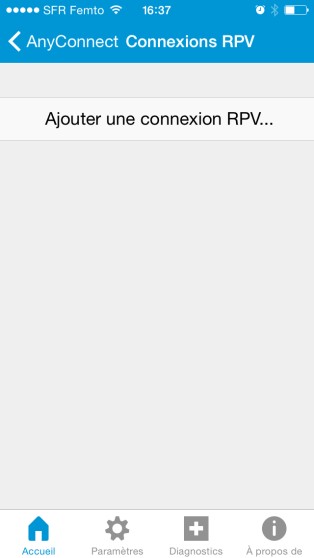 SFR Femto 16:37
AnyConnect Connexions RPV
Ajouter une connexion RPV...
Accueil Paramètres Diagnostics À propos de